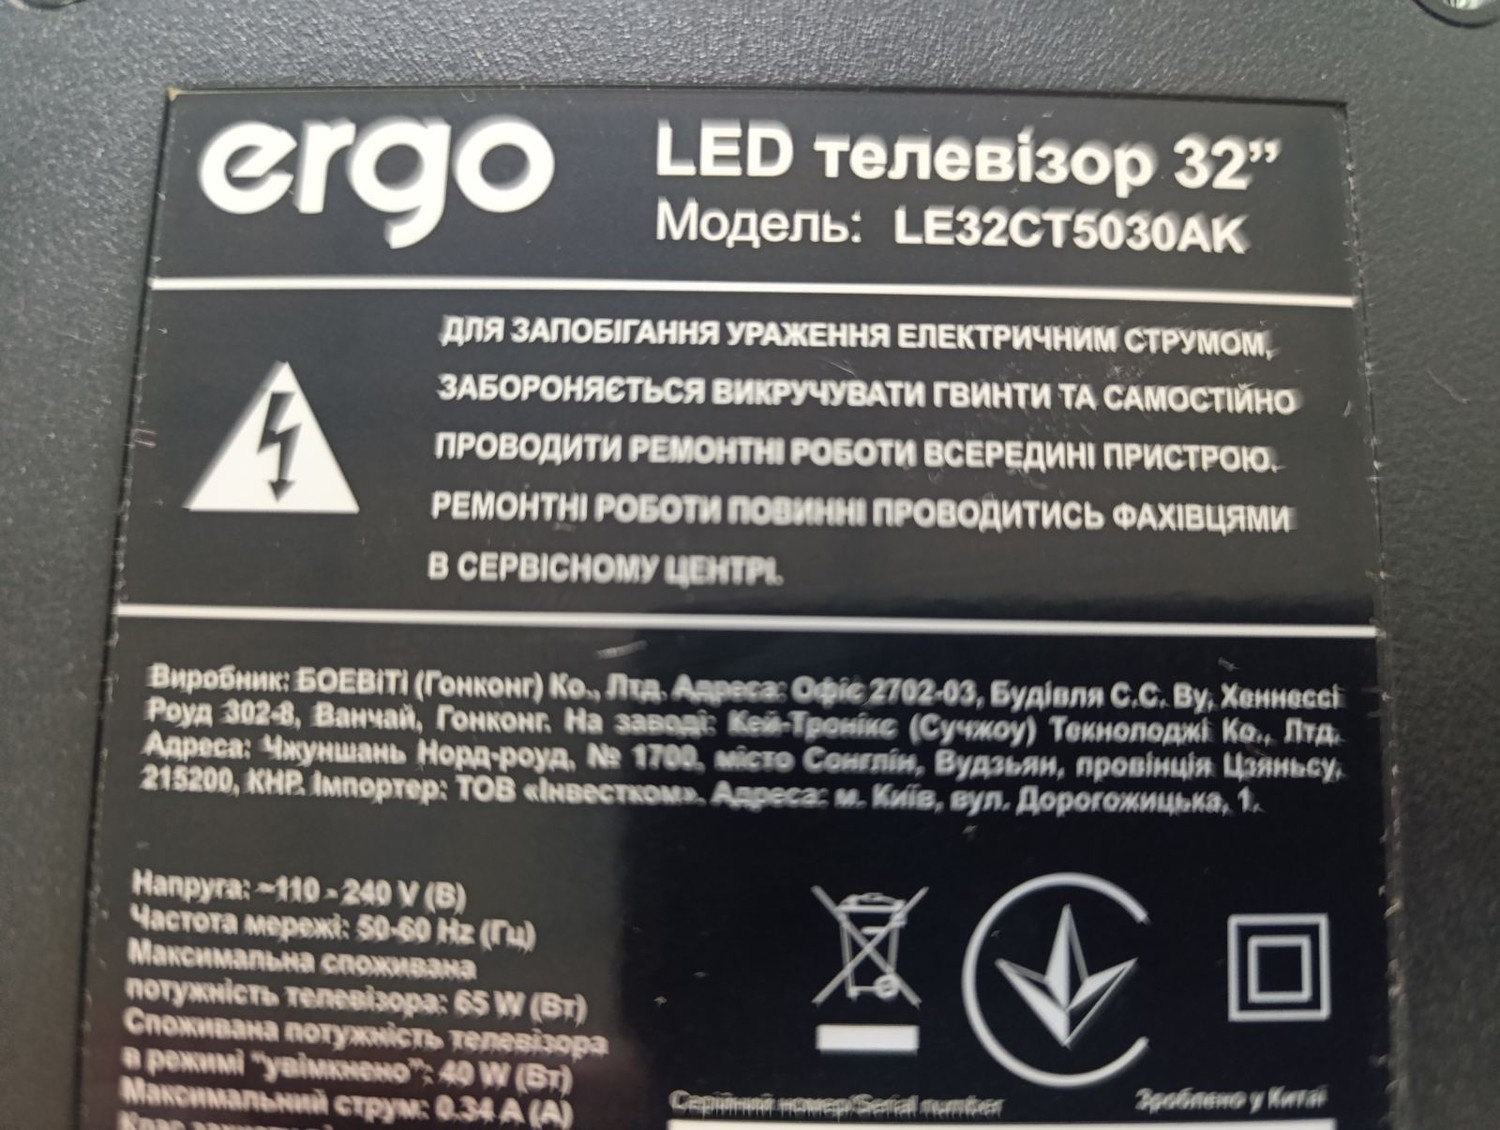 ergo
LED телевізор 32”
Модель: LE32CT5030AK
ДЛЯ ЗАПОБІГАННЯ УРАЖЕННЯ ЕЛЕКТРИЧНИМ СТРУМОМ,
ЗАБОРОНЯЄТЬСЯ ВИКРУЧУВАТИ ГВИНТИ ТА САМОСТІЙНО
ПРОВОДИТИ РЕМОНТНІ РОБОТИ ВСЕРЕДИНІ ПРИСТРОЮ.
РЕМОНТНІ РОБОТИ ПОВИННІ ПРОВОДИТИСЬ ФАХІВЦЯМИ
В СЕРВІСНОМУ ЦЕНТРІ.
Виробник: БОЕВІТІ (Гонконг) Ко., Лтд. Адреса: Офіс 2702-03, Будівля С.С. Ву, Хеннессі
Роуд 302-8, Ванчай, Гонконг. На заводі: Кей-Тронікс (Сучжоу) Текнолоджі Ко., Лтд.
Адреса: Чжуншань Норд-роуд, № 1700, місто Сонглін, Вудзьян, провінція Цзяньсу,
215200, КНР. Імпортер: ТОВ «Інвестком». Адреса: м. Київ, вул. Дорогожицька, 1.
Напруга: ~110 - 240 V (В)
Частота мережі: 50-60 Hz (Гц)
Максимальна споживана
потужність телевізора: 65 W (Вт)
Споживана потужність телевізора
в режимі “увімкнено”: 40 W (Вт)
Максимальний струм: 0.34 A (А)
Серійний номер/Serial number
Зроблено у Китаї